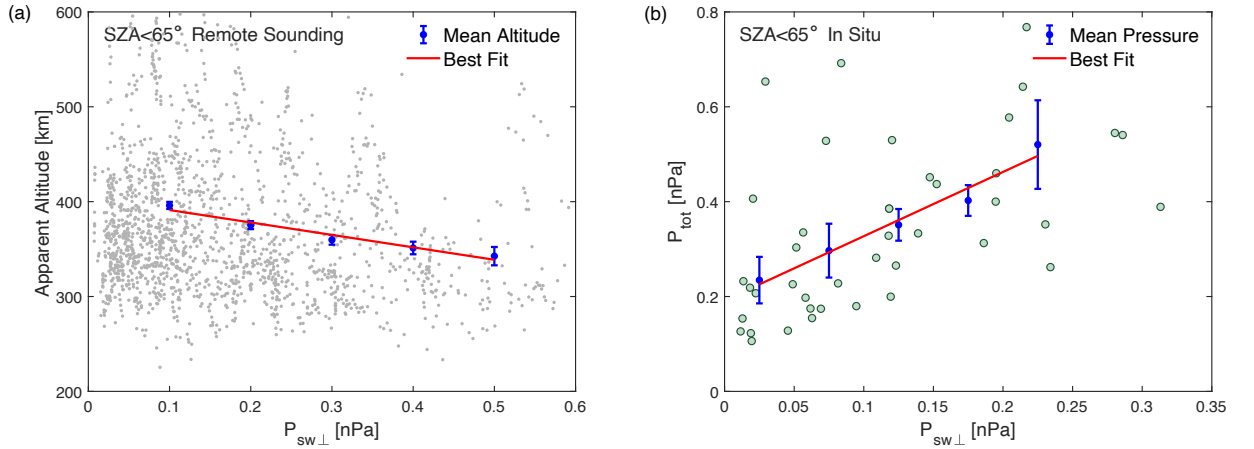 (a)
SZA<65° Remote Sounding
Mean Altitude
Best Fit
Apparent Altitude [km]
600
500
400
300
200
0
0.1
0.2
0.3
0.4
0.5
0.6
P_sw⊥ [nPa]
(b)
SZA<65° In Situ
Mean Pressure
Best Fit
P_tot [nPa]
0.8
0.6
0.4
0.2
0
0
0.05
0.1
0.15
0.2
0.25
0.3
0.35
P_sw⊥ [nPa]